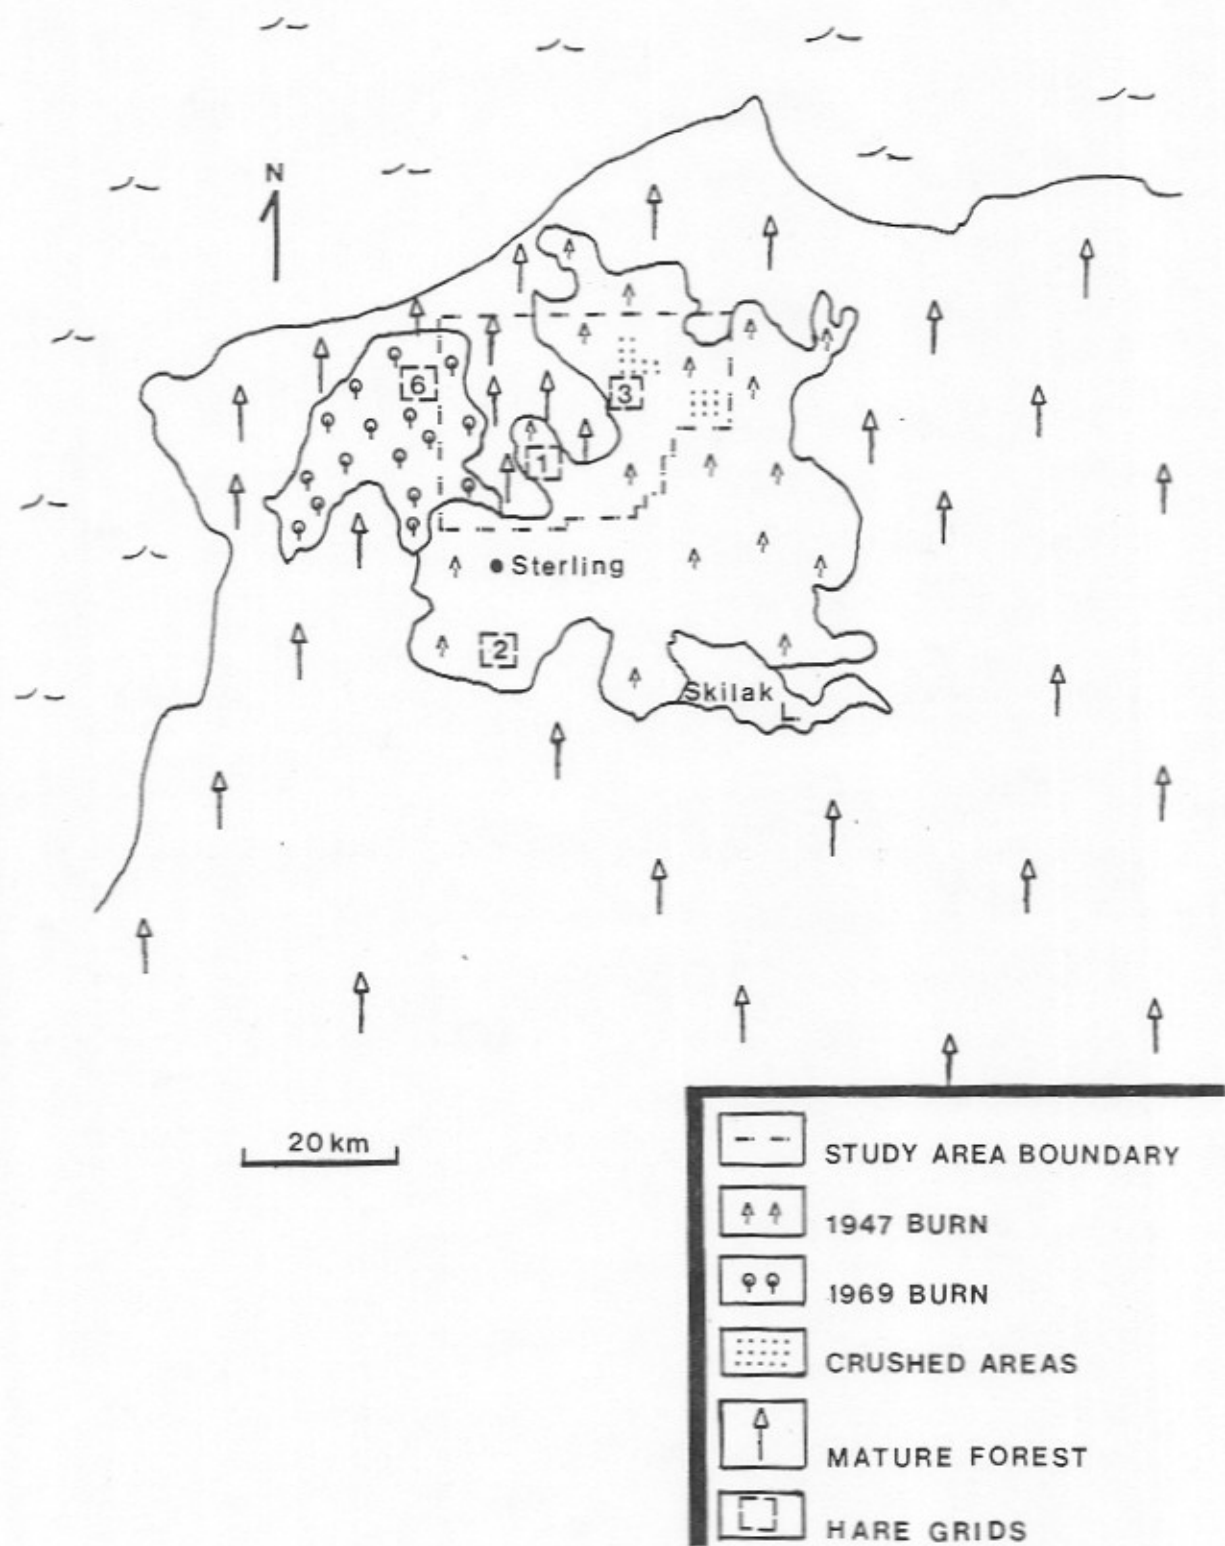 N
6
3
1
Sterling
2
Skilak
L
20 km
STUDY AREA BOUNDARY
1947 BURN
1969 BURN
CRUSHED AREAS
MATURE FOREST
HARE GRIDS